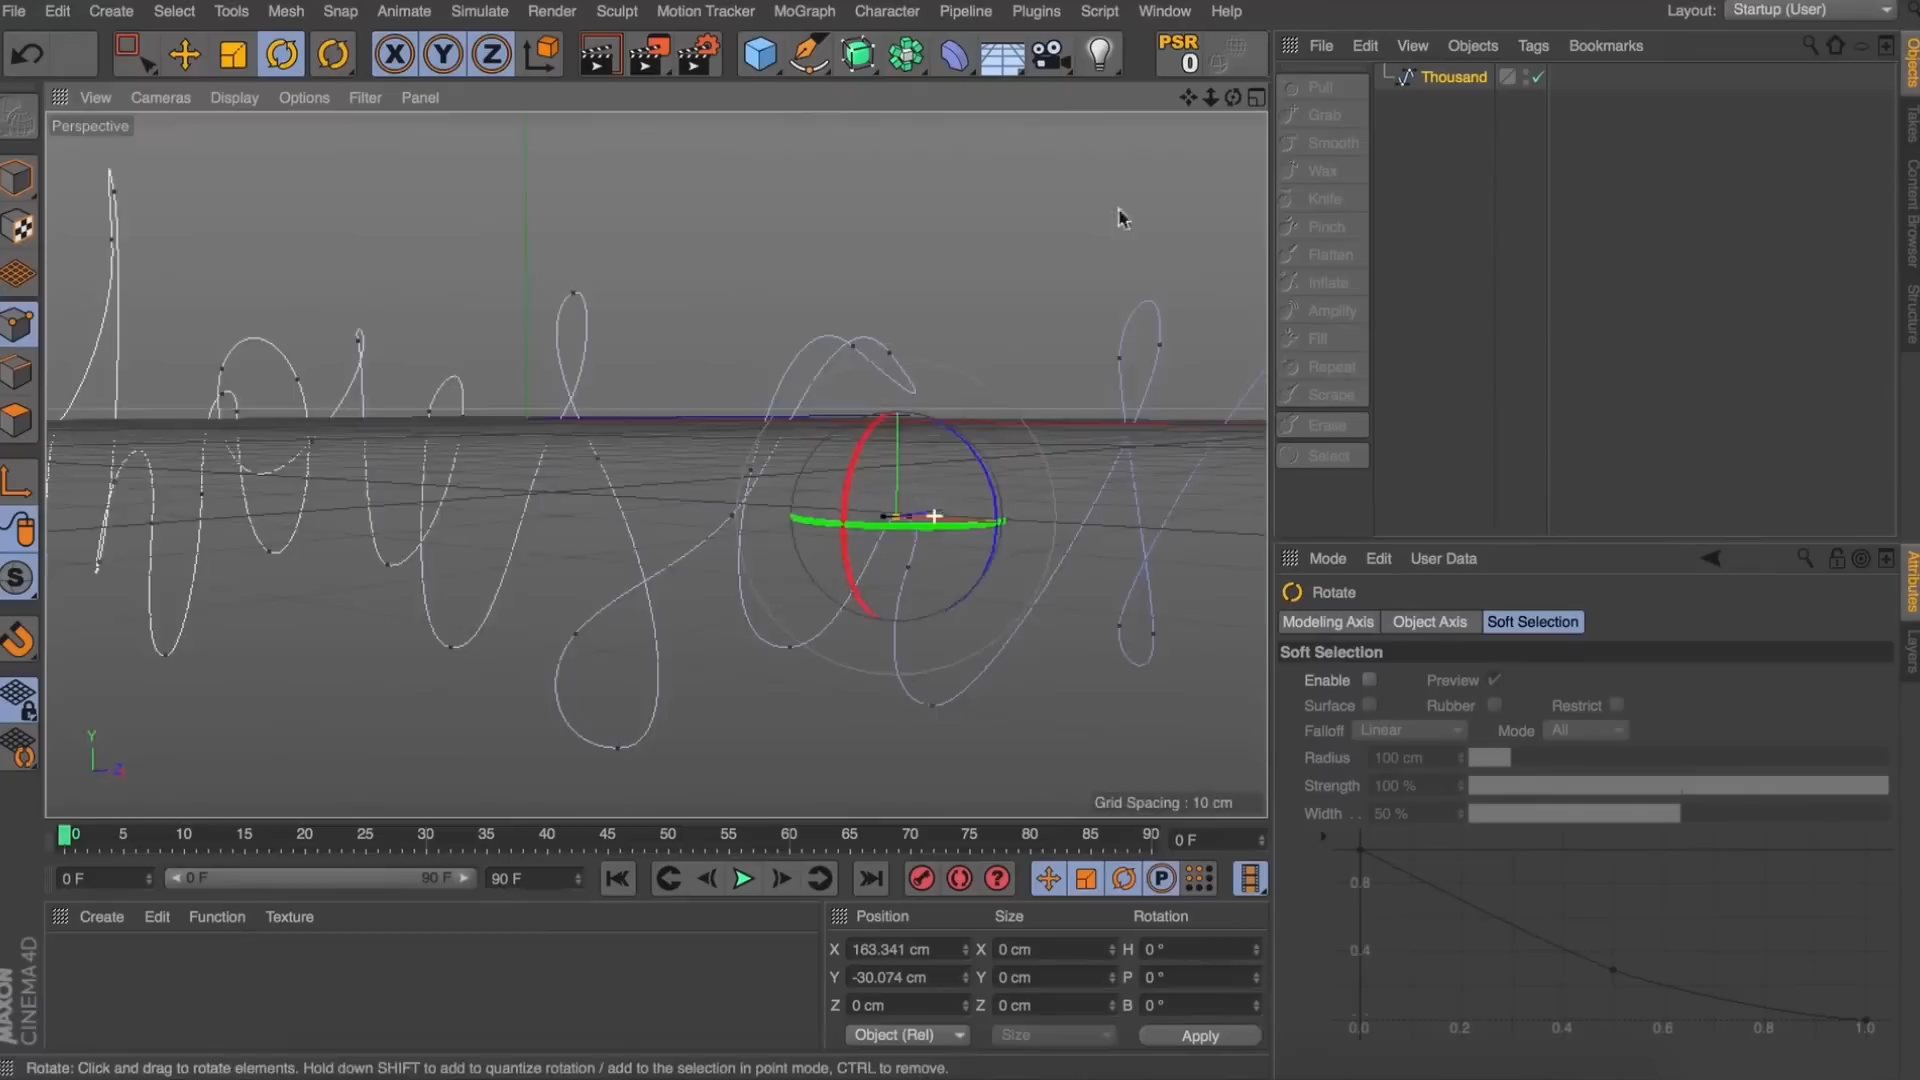 File Edit Create Select Tools Mesh Snap Animate Simulate Render Sculpt Motion Tracker MoGraph Character Pipeline Plugins Script Window Help Layout: Startup (User)
X Y Z PSR 0
File Edit View Objects Tags Bookmarks
Thousand
View Cameras Display Options Filter Panel
Perspective
Pull
Grab
Smooth
Wax
Knife
Pinch
Flatten
Inflate
Amplify
Fill
Repeat
Scrape
Erase
Select
Objects
Takes
Content Browser
Structure
S
Y
Z
Grid Spacing : 10 cm
Mode Edit User Data
Rotate
Modeling Axis Object Axis Soft Selection
Soft Selection
Enable Preview
Surface Rubber Restrict
Falloff Linear Mode All
Radius 100 cm
Strength 100 %
Width . . 50 %
0.8
0.4
0.0 0.2 0.4 0.6 0.8 1.0
Attributes
Layers
0 5 10 15 20 25 30 35 40 45 50 55 60 65 70 75 80 85 90 0 F
0 F 0 F 90 F 90 F ? P
Create Edit Function Texture
Position Size Rotation
X 163.341 cm X 0 cm H 0 °
Y -30.074 cm Y 0 cm P 0 °
Z 0 cm Z 0 cm B 0 °
Object (Rel) Size Apply
MAXON CINEMA 4D
Rotate: Click and drag to rotate elements. Hold down SHIFT to add to quantize rotation / add to the selection in point mode, CTRL to remove.